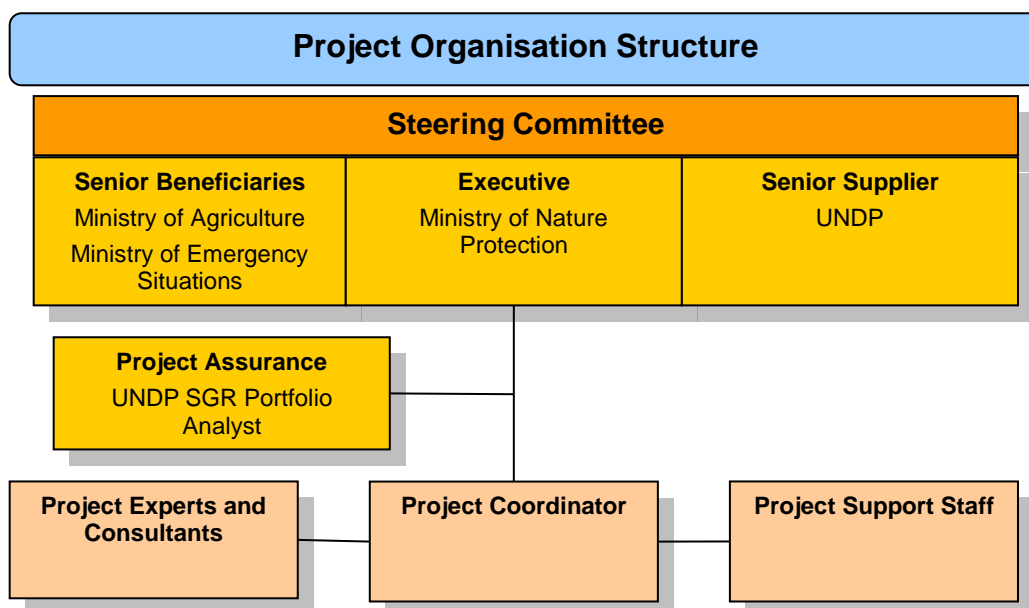 Project Organisation Structure
Steering Committee
Senior Beneficiaries
Ministry of Agriculture
Ministry of Emergency
Situations
Executive
Ministry of Nature
Protection
Senior Supplier
UNDP
Project Assurance
UNDP SGR Portfolio
Analyst
Project Experts and
Consultants
Project Coordinator
Project Support Staff